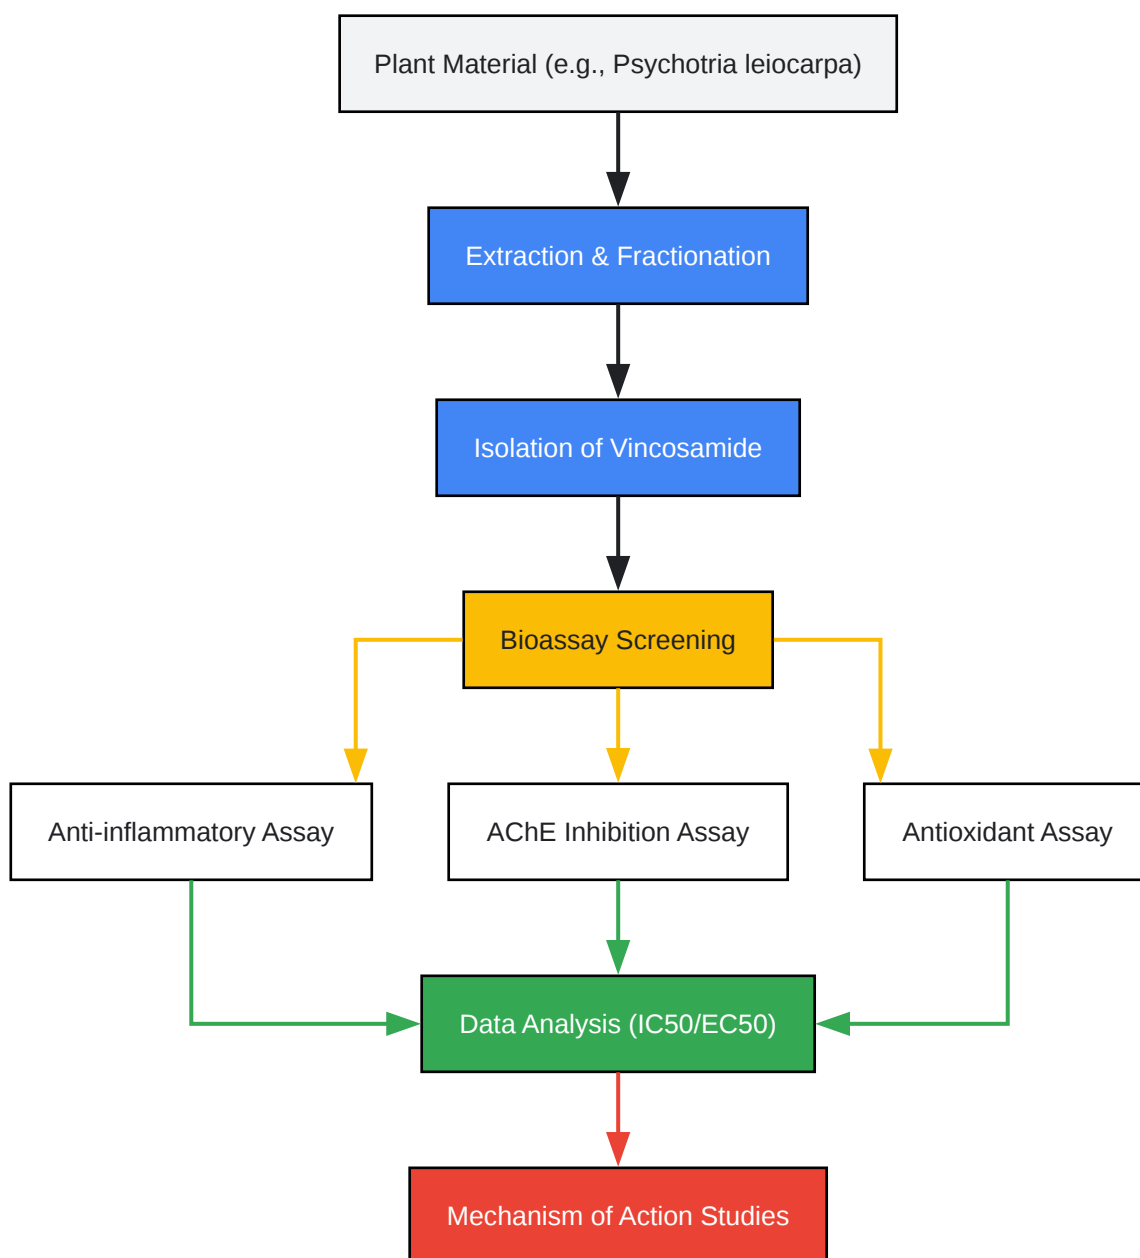 Plant Material (e.g., Psychotria leiocarpa)
Extraction & Fractionation
Isolation of Vincosamide
Bioassay Screening
Anti-inflammatory Assay
AChE Inhibition Assay
Antioxidant Assay
Data Analysis (IC50/EC50)
Mechanism of Action Studies